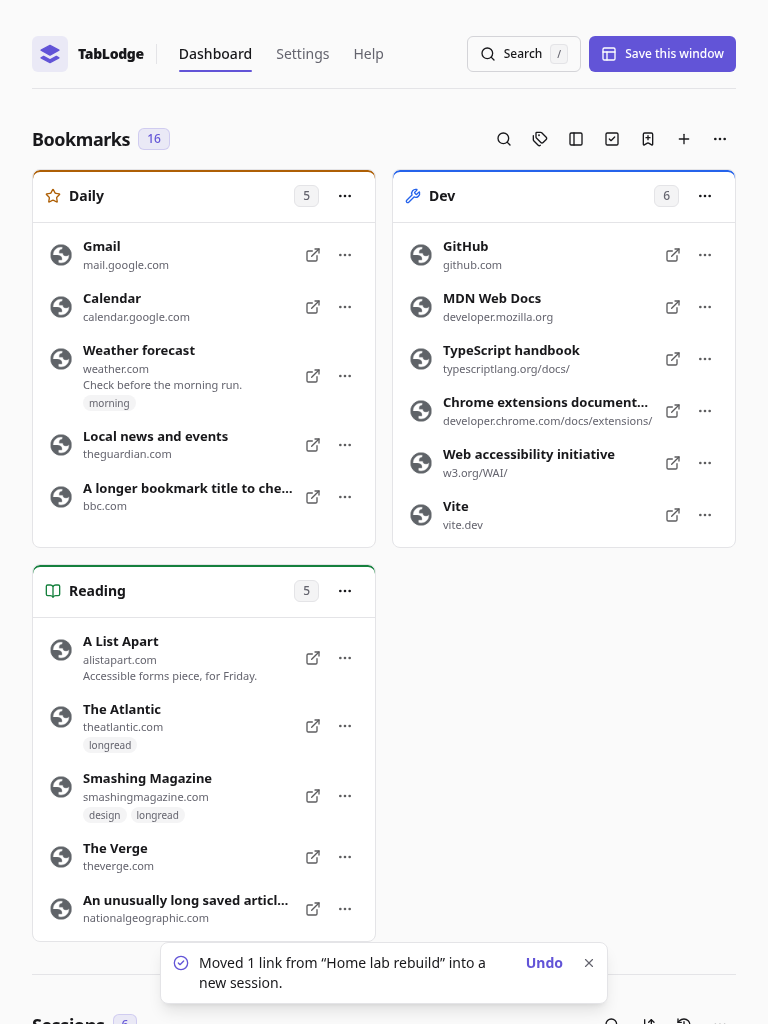 TabLodge
Dashboard Settings Help
Search /
Save this window
Bookmarks 16
Daily 5
Gmail
mail.google.com
Calendar
calendar.google.com
Weather forecast
weather.com
Check before the morning run.
morning
Local news and events
theguardian.com
A longer bookmark title to che...
bbc.com
Dev 6
GitHub
github.com
MDN Web Docs
developer.mozilla.org
TypeScript handbook
typescriptlang.org/docs/
Chrome extensions document...
developer.chrome.com/docs/extensions/
Web accessibility initiative
w3.org/WAI/
Vite
vite.dev
Reading 5
A List Apart
alistapart.com
Accessible forms piece, for Friday.
The Atlantic
theatlantic.com
longread
Smashing Magazine
smashingmagazine.com
design longread
The Verge
theverge.com
An unusually long saved articl...
nationalgeographic.com
Moved 1 link from “Home lab rebuild” into a
new session.
Undo
Sessions 6